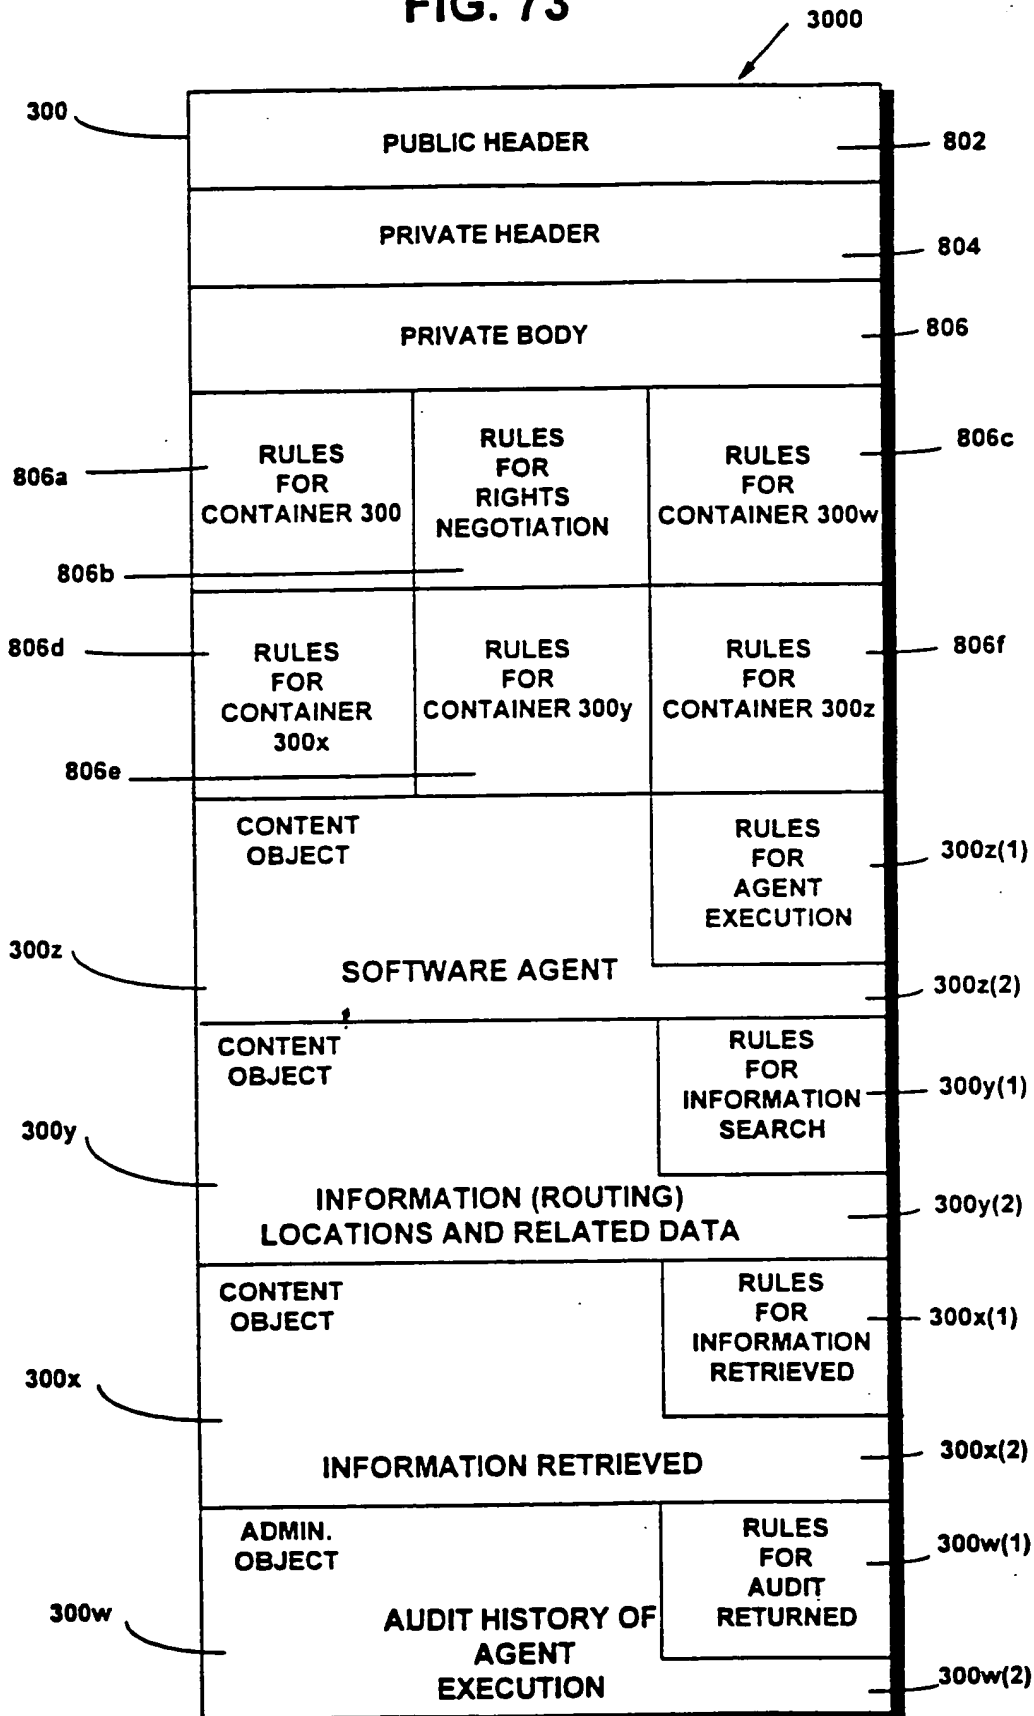 FIG. 73
3000
300
PUBLIC HEADER
802
PRIVATE HEADER
804
PRIVATE BODY
806
806a
RULES
FOR
CONTAINER 300
806b
RULES
FOR
RIGHTS
NEGOTIATION
RULES
FOR
CONTAINER 300w
806c
806d
RULES
FOR
CONTAINER
300x
806e
RULES
FOR
CONTAINER 300y
RULES
FOR
CONTAINER 300z
806f
CONTENT
OBJECT
RULES
FOR
AGENT
EXECUTION
300z(1)
300z
SOFTWARE AGENT
300z(2)
CONTENT
OBJECT
RULES
FOR
INFORMATION
SEARCH
300y(1)
300y
INFORMATION (ROUTING)
LOCATIONS AND RELATED DATA
300y(2)
CONTENT
OBJECT
RULES
FOR
INFORMATION
RETRIEVED
300x(1)
300x
INFORMATION RETRIEVED
300x(2)
ADMIN.
OBJECT
RULES
FOR
AUDIT
RETURNED
300w(1)
300w
AUDIT HISTORY OF
AGENT
EXECUTION
300w(2)